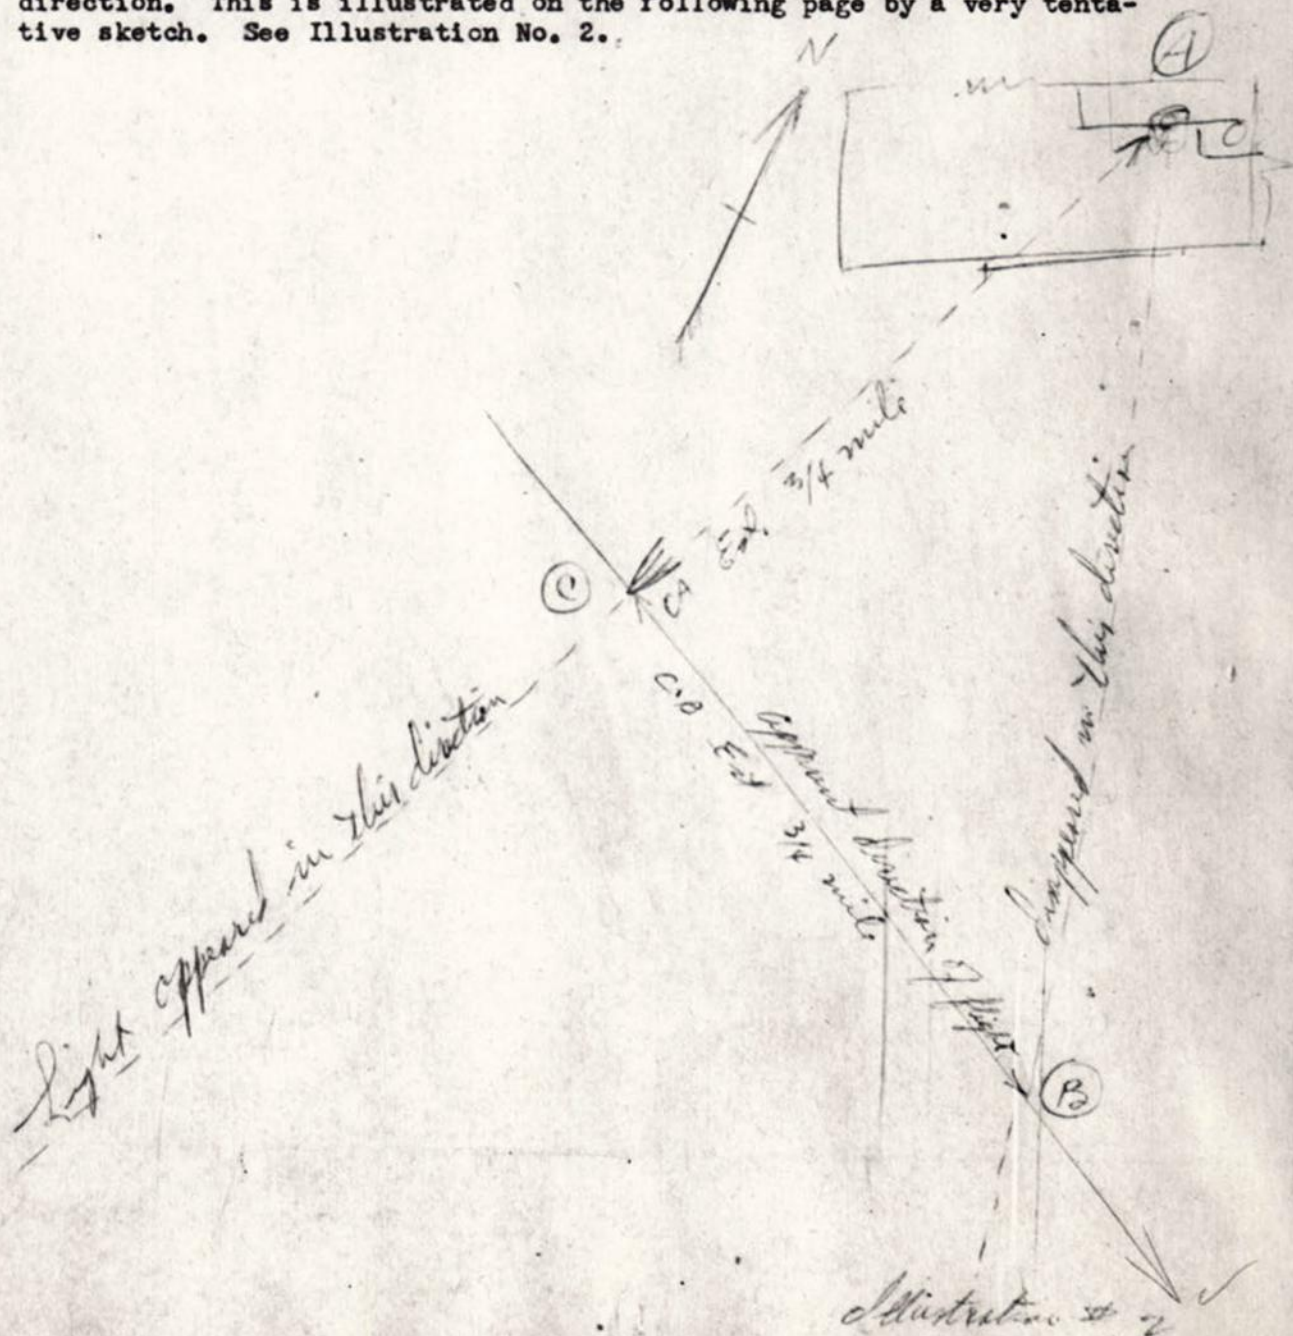 direction. This is illustrated on the following page by a very tenta-
tive sketch. See Illustration No. 2.
N
A
C
3/4 mile
C
CA
Est.
CB
Est 3/4 mile
Apparent direction of flight
Light appeared in this direction
Disappeared in this direction
B
Illustration # 2